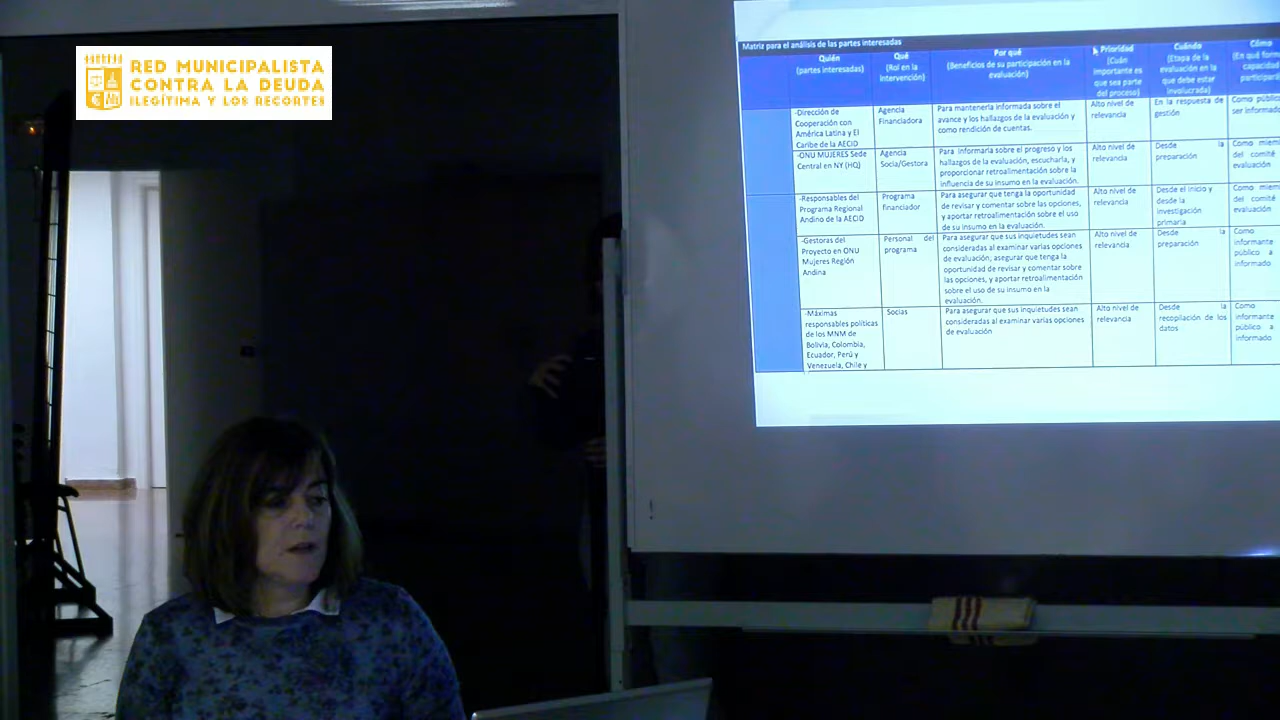 RED MUNICIPALISTA
CONTRA LA DEUDA
ILEGÍTIMA Y LOS RECORTES
Matriz para el análisis de las partes interesadas
Quién
(partes interesadas)
Qué
(Rol en la
intervención)
Por qué
(Beneficios de su participación en la
evaluación)
Prioridad
(Cuán
importante es
que sea parte
del proceso)
Cuándo
(Etapa de la
evaluación en la
que debe estar
involucrada)
Cómo
(En qué
capacidad
-Dirección de
Cooperación con
América Latina y El
Caribe de la AECID
Agencia
Financiadora
Para mantenerla informada sobre el
avance y los hallazgos de la evaluación y
como rendición de cuentas.
Alto nivel de
relevancia
En la respuesta de
gestión
Como
ser
-ONU MUJERES Sede
Central en NY (HQ)
Agencia
Socia/Gestora
Para informarla sobre el progreso y los
hallazgos de la evaluación, escucharla, y
proporcionar retroalimentación sobre la
influencia de su insumo en la evaluación.
Alto nivel de
relevancia
Desde la
preparación
Como
del comité
evaluación
-Responsables del
Programa Regional
Andino de la AECID
Programa
financiador
Para asegurar que tenga la oportunidad
de revisar y comentar sobre las opciones,
y aportar retroalimentación sobre el uso
de su insumo en la evaluación.
Alto nivel de
relevancia
Desde el inicio y
desde la
investigación
primaria
Como
del comité
evaluación
-Gestoras del
Proyecto en ONU
Mujeres Región
Andina
Personal del
programa
Para asegurar que sus inquietudes sean
consideradas al examinar varias opciones
de evaluación; asegurar que tenga la
oportunidad de revisar y comentar sobre
las opciones, y aportar retroalimentación
sobre el uso de su insumo en la
evaluación.
Alto nivel de
relevancia
Desde la
preparación
Como
informante
público a
informado
-Máximas
responsables políticas
de los MNM de
Bolivia, Colombia,
Ecuador, Perú y
Venezuela, Chile y
Socias
Para asegurar que sus inquietudes sean
consideradas al examinar varias opciones
de evaluación
Alto nivel de
relevancia
Desde la
recopilación de los
datos
Como
informante
público a
informado